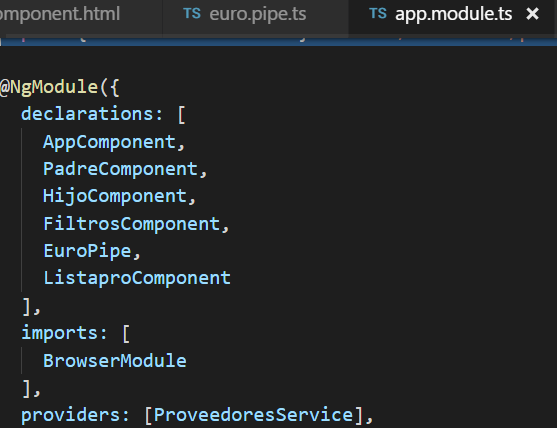 omponent.html TS euro.pipe.ts TS app.module.ts ×
@NgModule({
declarations: [
AppComponent,
PadreComponent,
HijoComponent,
FiltrosComponent,
EuroPipe,
ListaproComponent
],
imports: [
BrowserModule
],
providers: [ProveedoresService],